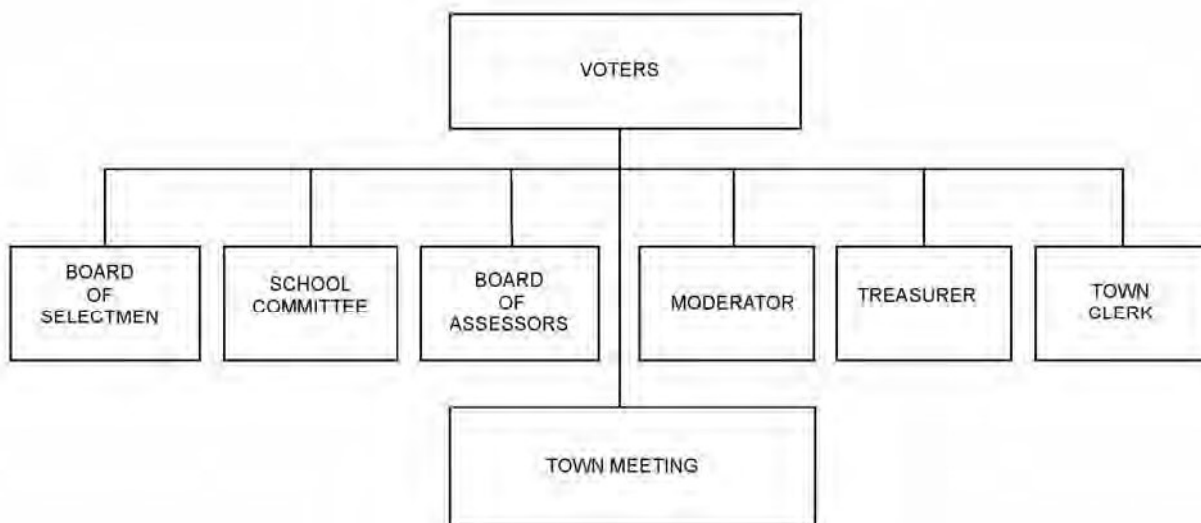 VOTERS
BOARD
OF
SELECTMEN
SCHOOL
COMMITTEE
BOARD
OF
ASSESSORS
MODERATOR
TREASURER
TOWN
CLERK
TOWN MEETING